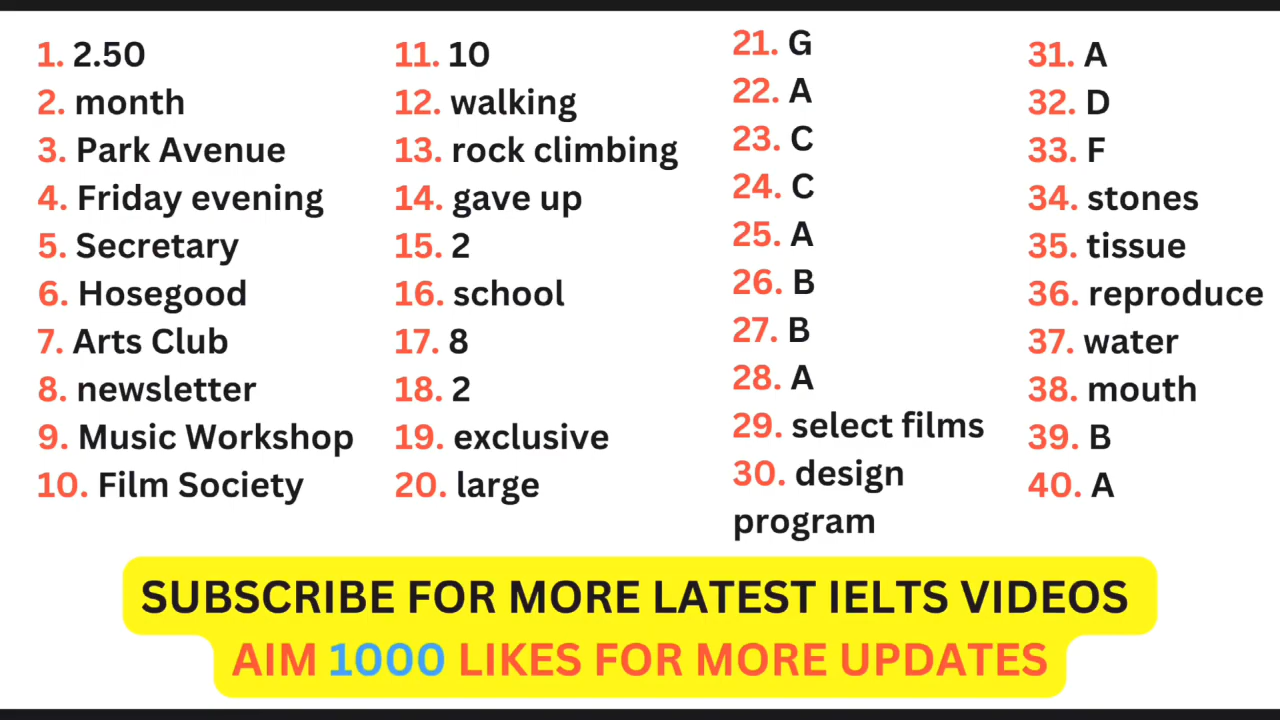 1. 2.50
2. month
3. Park Avenue
4. Friday evening
5. Secretary
6. Hosegood
7. Arts Club
8. newsletter
9. Music Workshop
10. Film Society
11. 10
12. walking
13. rock climbing
14. gave up
15. 2
16. school
17. 8
18. 2
19. exclusive
20. large
21. G
22. A
23. C
24. C
25. A
26. B
27. B
28. A
29. select films
30. design
program
31. A
32. D
33. F
34. stones
35. tissue
36. reproduce
37. water
38. mouth
39. B
40. A
SUBSCRIBE FOR MORE LATEST IELTS VIDEOS
AIM 1000 LIKES FOR MORE UPDATES